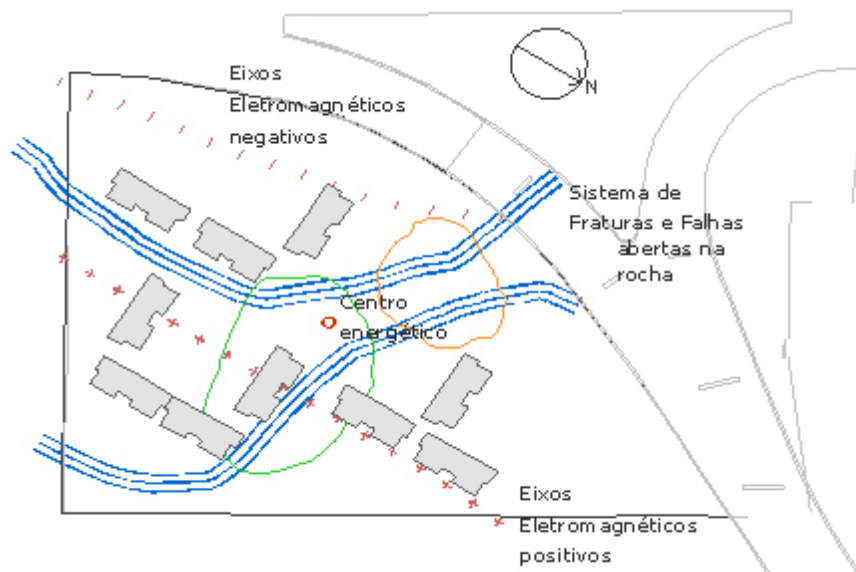 Eixos
Eletromagnéticos
negativos
N
Sistema de
Fraturas e Falhas
abertas na
rocha
Centro
energético
Eixos
Eletromagnéticos
positivos